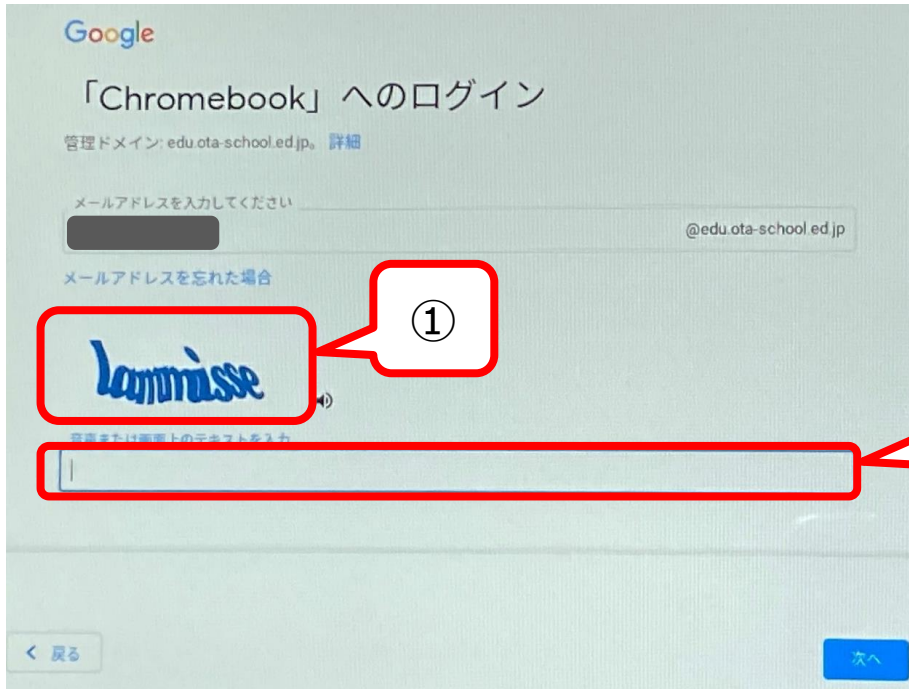 Google
「Chromebook」へのログイン
管理ドメイン: edu.ota-school.ed.jp。 詳細
メールアドレスを入力してください
@edu.ota-school.ed.jp
メールアドレスを忘れた場合
①
音声または画面上のテキストを入力
戻る
次へ